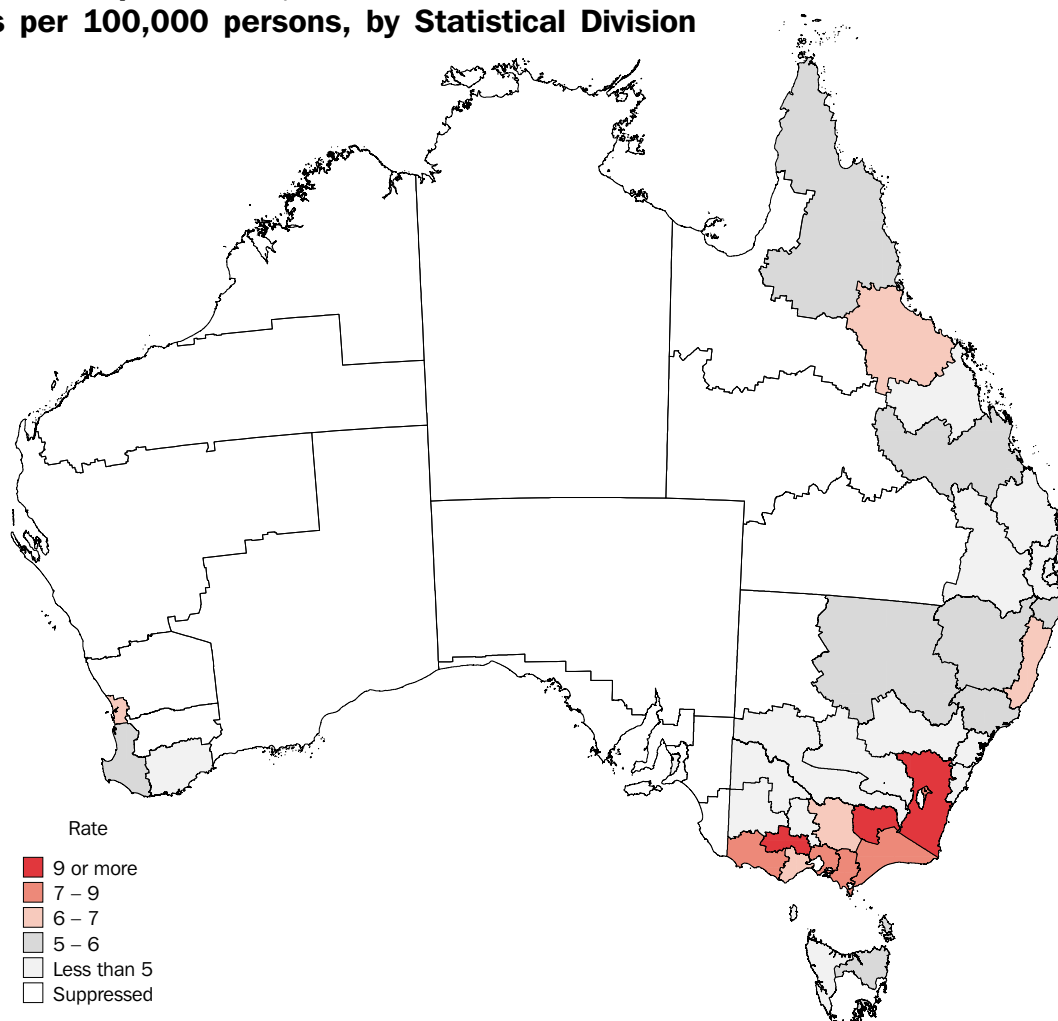 s per 100,000 persons, by Statistical Division
Rate
9 or more
7 – 9
6 – 7
5 – 6
Less than 5
Suppressed